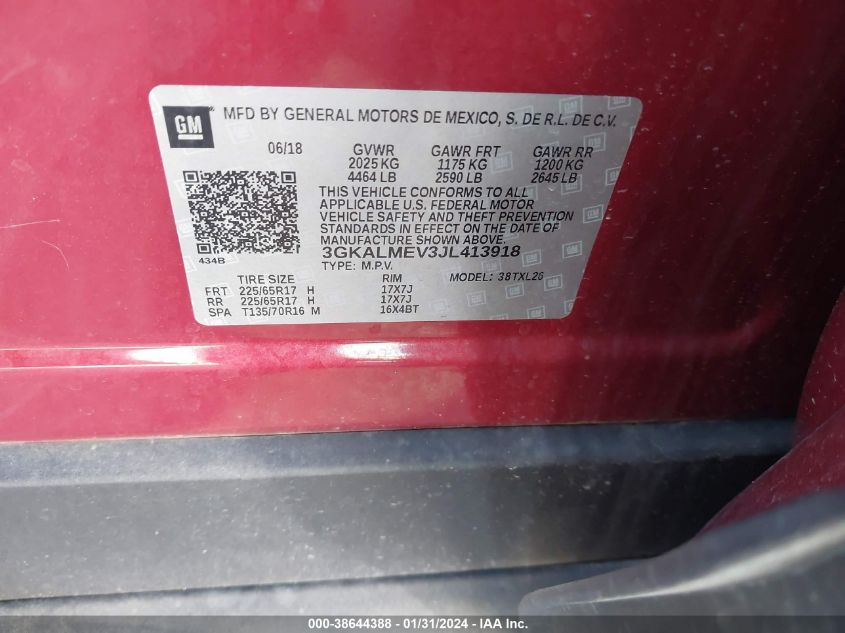 GM MFD BY GENERAL MOTORS DE MEXICO, S. DE R.L. DE C.V.
06/18 GVWR GAWR FRT GAWR RR
2025 KG 1175 KG 1200 KG
4464 LB 2590 LB 2645 LB
THIS VEHICLE CONFORMS TO ALL
APPLICABLE U.S. FEDERAL MOTOR
VEHICLE SAFETY AND THEFT PREVENTION
STANDARDS IN EFFECT ON THE DATE OF
MANUFACTURE SHOWN ABOVE.
434B 3GKALMEV3JL413918
TYPE: M.P.V.
TIRE SIZE RIM MODEL: 38TXL26
FRT 225/65R17 H 17X7J
RR 225/65R17 H 17X7J
SPA T135/70R16 M 16X4BT
000-38644388 - 01/31/2024 - IAA Inc.